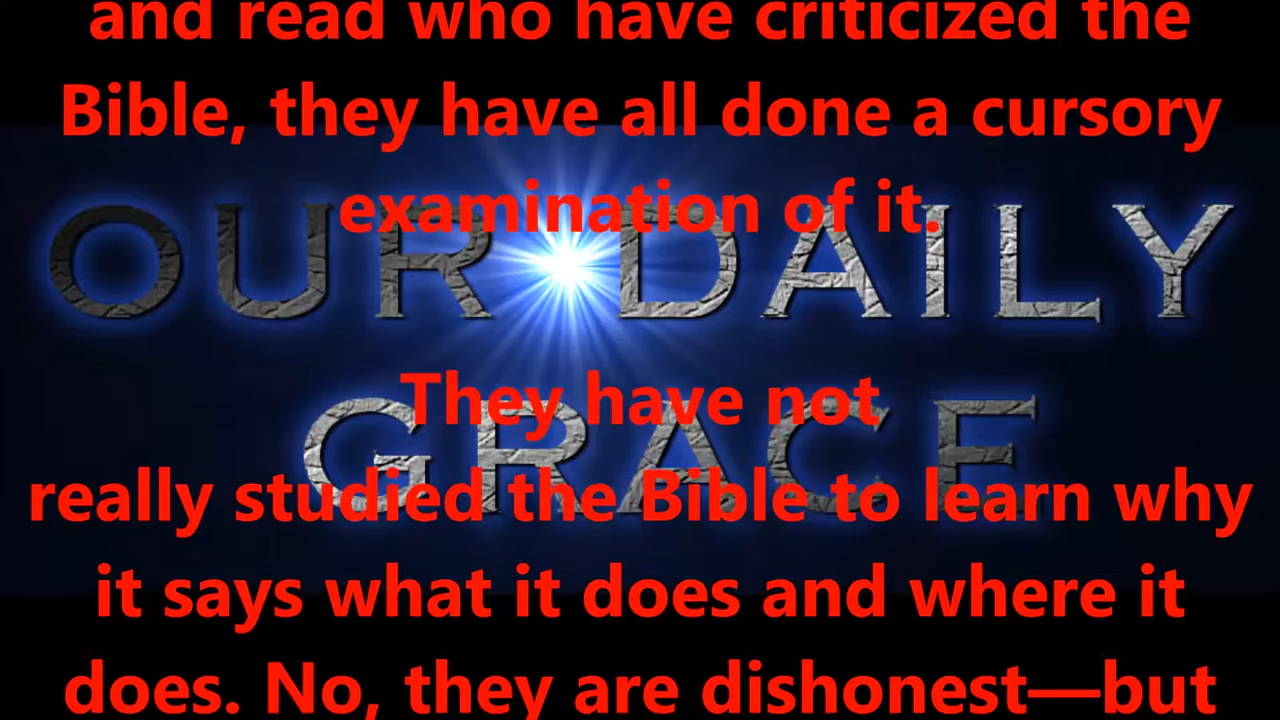 and read who have criticized the
Bible, they have all done a cursory
examination of it.
OUR DAILY
GRACE
They have not
really studied the Bible to learn why
it says what it does and where it
does. No, they are dishonest—but